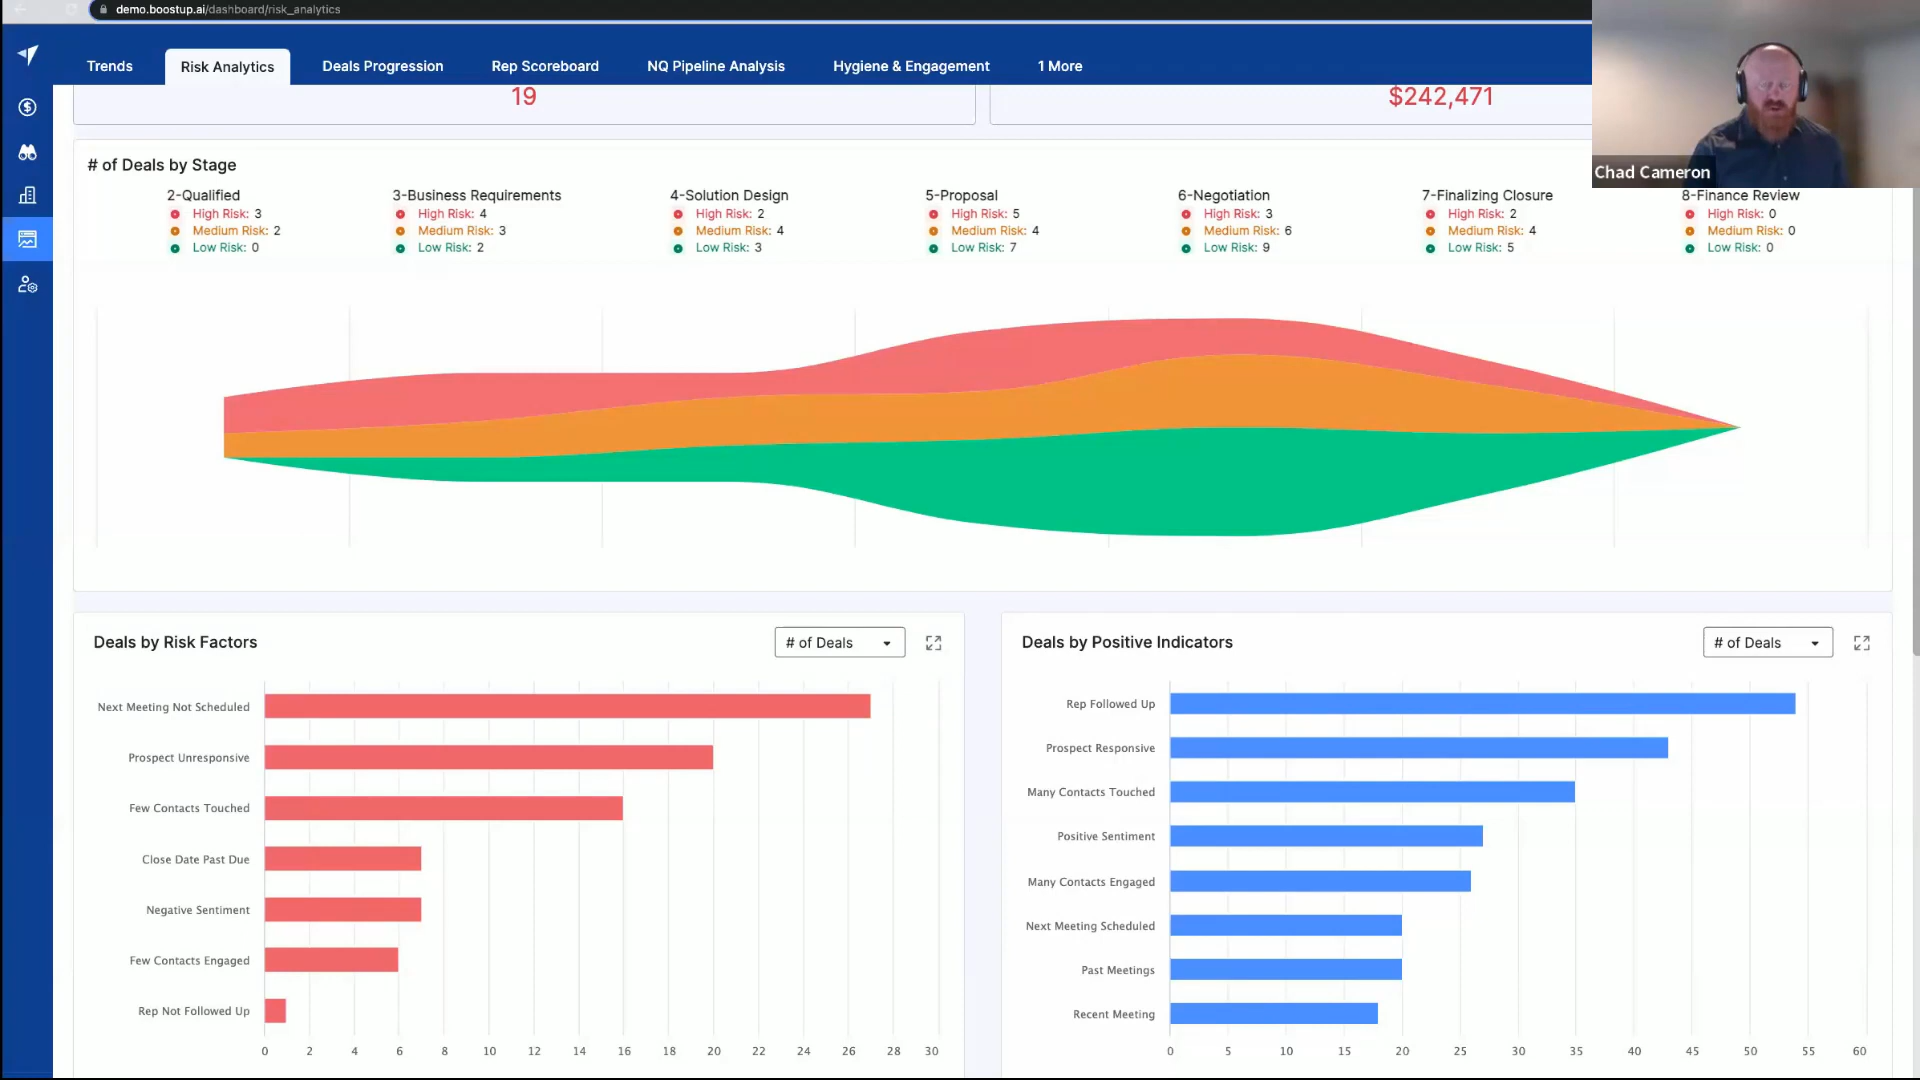 demo.boostup.ai/dashboard/risk_analytics
Trends
Risk Analytics
Deals Progression
Rep Scoreboard
NQ Pipeline Analysis
Hygiene & Engagement
1 More
19
$242,471
Chad Cameron
# of Deals by Stage
2-Qualified
High Risk: 3
Medium Risk: 2
Low Risk: 0
3-Business Requirements
High Risk: 4
Medium Risk: 3
Low Risk: 2
4-Solution Design
High Risk: 2
Medium Risk: 4
Low Risk: 3
5-Proposal
High Risk: 5
Medium Risk: 4
Low Risk: 7
6-Negotiation
High Risk: 3
Medium Risk: 6
Low Risk: 9
7-Finalizing Closure
High Risk: 2
Medium Risk: 4
Low Risk: 5
8-Finance Review
High Risk: 0
Medium Risk: 0
Low Risk: 0
Deals by Risk Factors
# of Deals
Next Meeting Not Scheduled
Prospect Unresponsive
Few Contacts Touched
Close Date Past Due
Negative Sentiment
Few Contacts Engaged
Rep Not Followed Up
0 2 4 6 8 10 12 14 16 18 20 22 24 26 28 30
Deals by Positive Indicators
# of Deals
Rep Followed Up
Prospect Responsive
Many Contacts Touched
Positive Sentiment
Many Contacts Engaged
Next Meeting Scheduled
Past Meetings
Recent Meeting
0 5 10 15 20 25 30 35 40 45 50 55 60